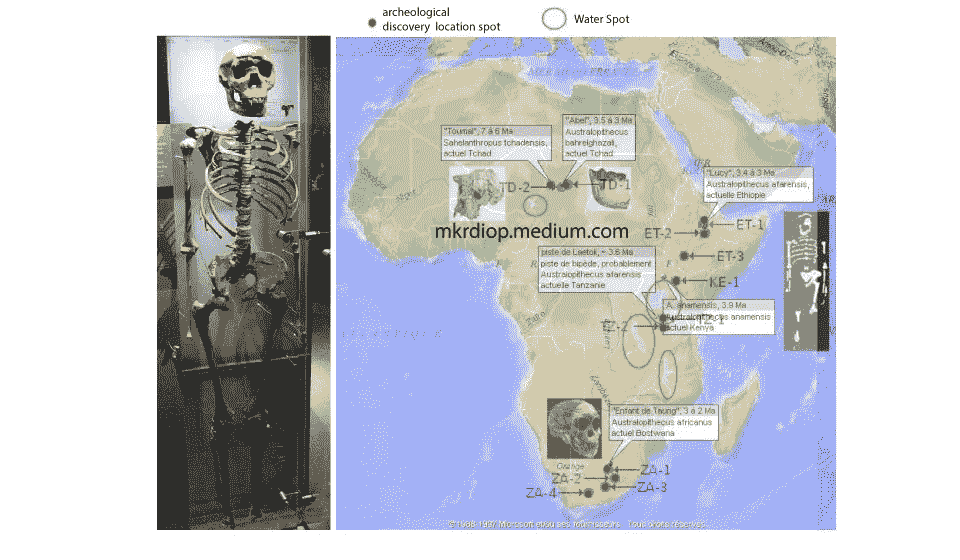 archeological
discovery location spot
Water Spot
"Toumaï", 7 à 6 Ma
Sahelanthropus tchadensis,
actuel Tchad
"Abel", 3.5 à 3 Ma
Australopithecus
bahrelghazali,
actuel Tchad
"Lucy", 3.4 à 3 Ma
Australopithecus afarensis,
actuelle Ethiopie
TD-2
TD-1
mkrdiop.medium.com
ET-1
ET-2
piste de Laetoli, ~ 3.6 Ma
piste de bipède, probablement
Australopithecus afarensis
actuelle Tanzanie
ET-3
KE-1
A. anamensis, 3.9 Ma
Australopithecus anamensis
actuel Kenya
TZ-1
TZ-2
"Enfant de Taung", 3 à 2 Ma
Australopithecus africanus
actuel Bostwana
Orange
ZA-1
ZA-2
ZA-3
ZA-4
© 1988-1997 Microsoft et/ou ses fournisseurs. Tous droits réservés.